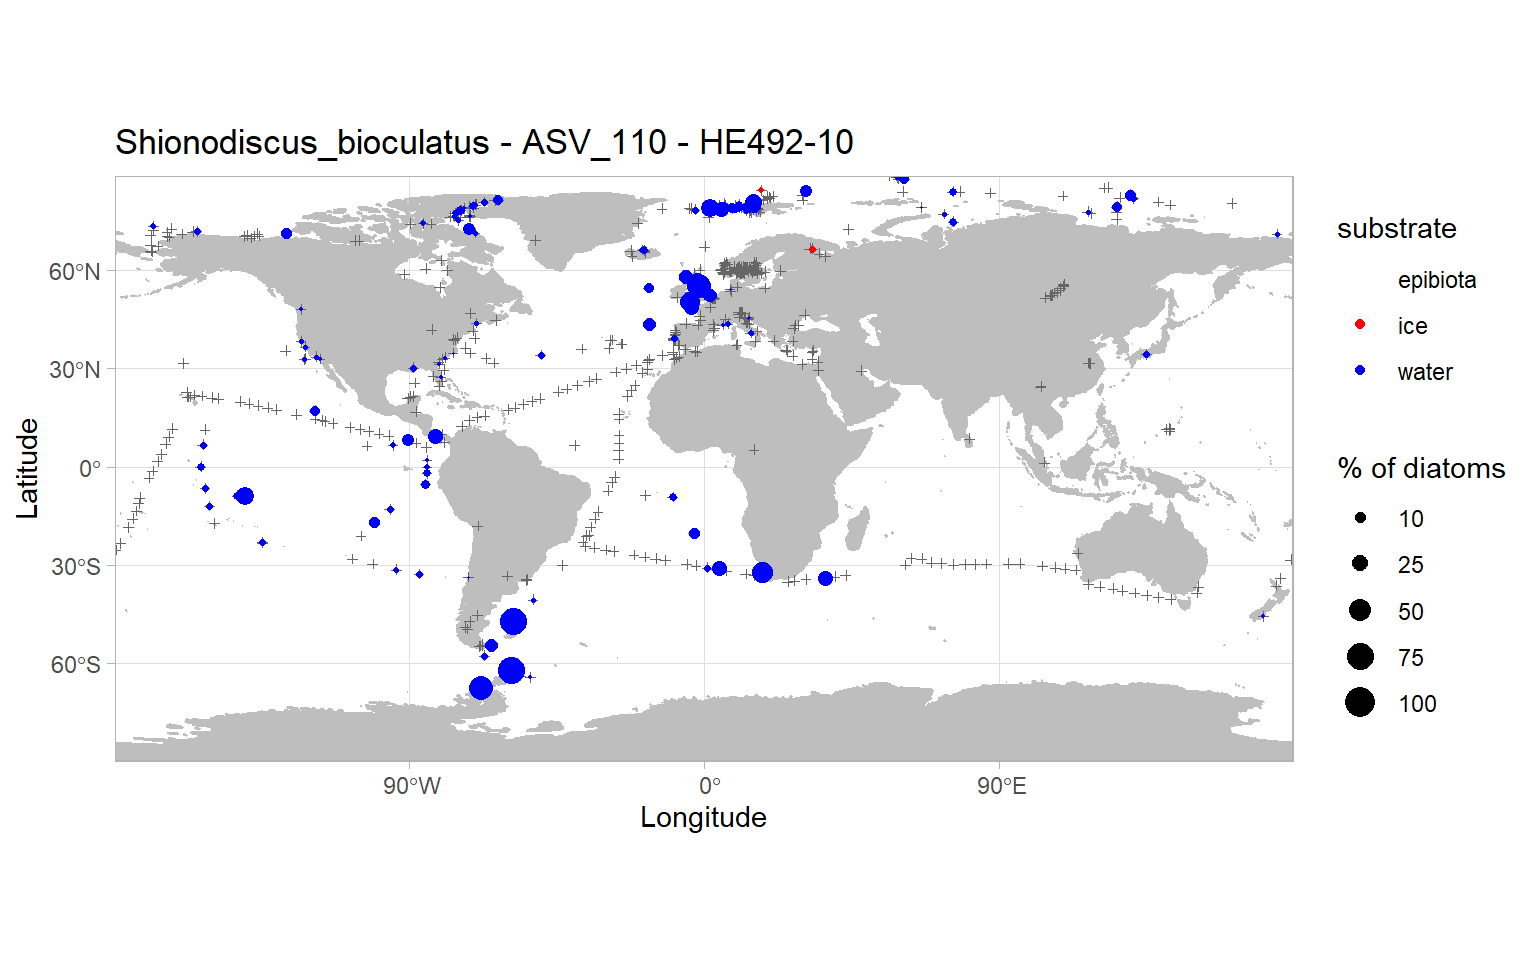 Shionodiscus_bioculatus - ASV_110 - HE492-10
substrate
epibiota
ice
water
% of diatoms
10
25
50
75
100
Latitude
60°N
30°N
0°
30°S
60°S
90°W
0°
90°E
Longitude